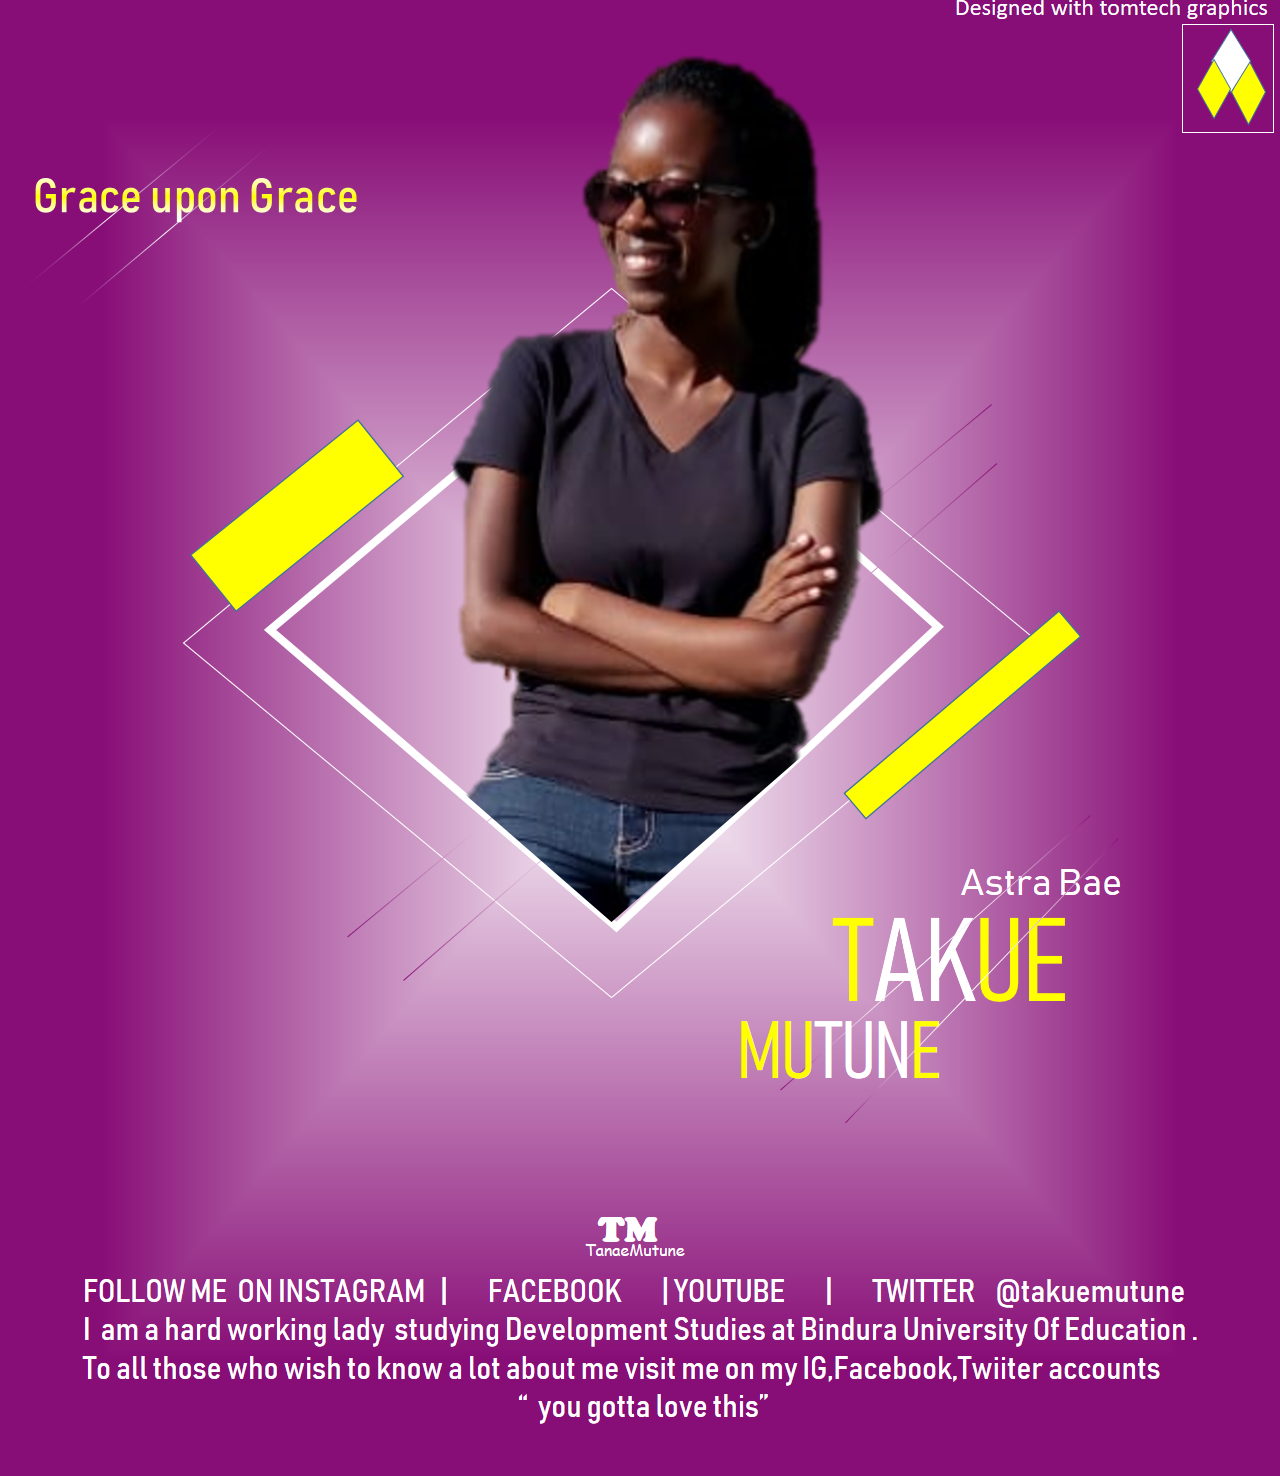 Designed with tomtech graphics
Grace upon Grace
Astra Bae
TAKUE
MUTUNE
TM
TanaeMutune
FOLLOW ME ON INSTAGRAM | FACEBOOK | YOUTUBE | TWITTER @takuemutune
I am a hard working lady studying Development Studies at Bindura University Of Education .
To all those who wish to know a lot about me visit me on my IG,Facebook,Twiiter accounts
“ you gotta love this”